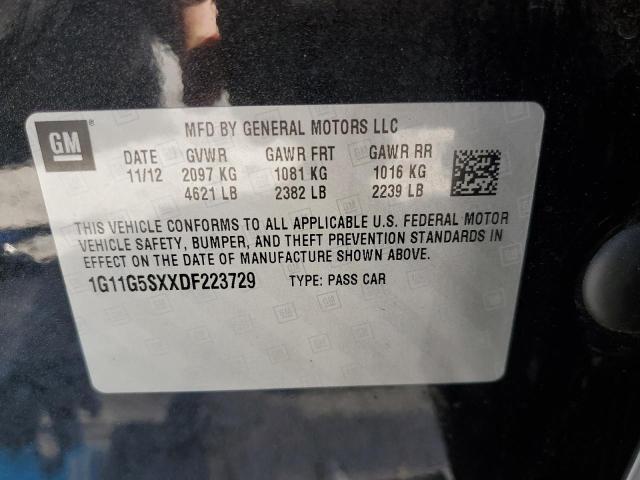 GM
MFD BY GENERAL MOTORS LLC
DATE GVWR GAWR FRT GAWR RR
11/12 2097 KG 1081 KG 1016 KG
4621 LB 2382 LB 2239 LB
THIS VEHICLE CONFORMS TO ALL APPLICABLE U.S. FEDERAL MOTOR
VEHICLE SAFETY, BUMPER, AND THEFT PREVENTION STANDARDS IN
EFFECT ON THE DATE OF MANUFACTURE SHOWN ABOVE.
1G11G5SXXDF223729 TYPE: PASS CAR